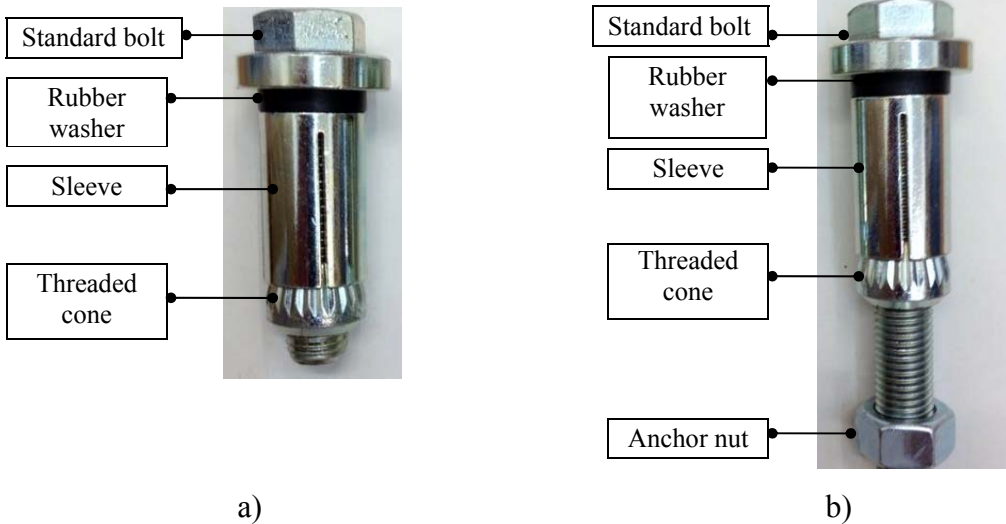 Standard bolt
Rubber
washer
Sleeve
Threaded
cone
a)
Standard bolt
Rubber
washer
Sleeve
Threaded
cone
Anchor nut
b)